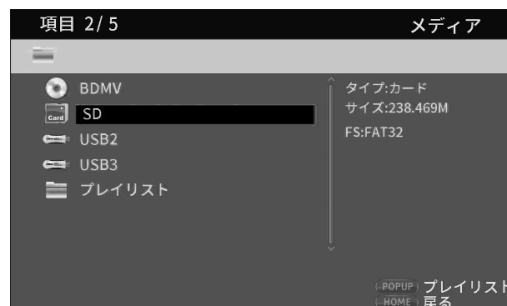 項目 2/5
メディア
BDMV
Card SD
USB2
USB3
プレイリスト
タイプ:カード
サイズ:238.469M
FS:FAT32
POPUP プレイリスト
HOME 戻る